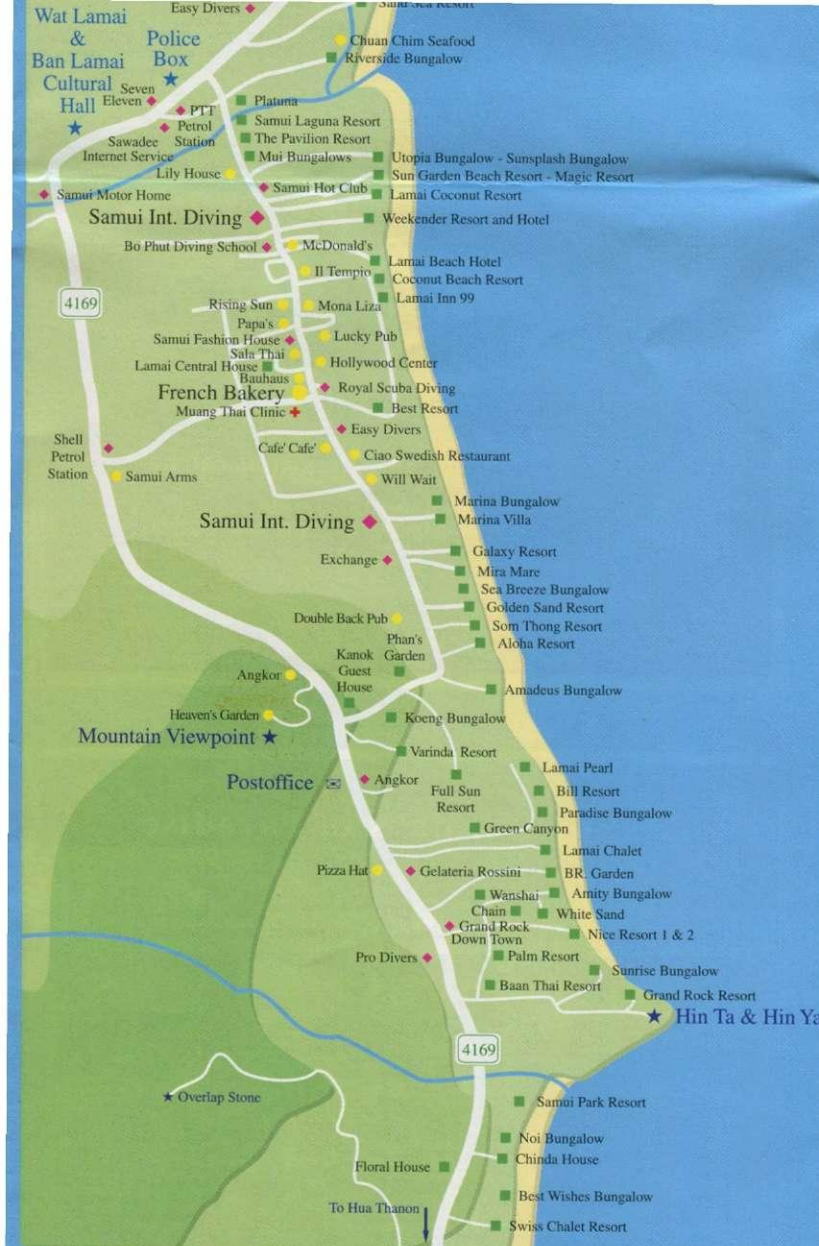 Sand Sea Resort
Easy Divers
Wat Lamai
&
Ban Lamai
Cultural
Hall
Police
Box
Chuan Chim Seafood
Riverside Bungalow
Seven
Eleven
PTT
Petrol
Station
Platuna
Samui Laguna Resort
Sawadee
Internet Service
The Pavilion Resort
Mui Bungalows
Utopia Bungalow - Sunsplash Bungalow
Lily House
Sun Garden Beach Resort - Magic Resort
Samui Motor Home
Samui Hot Club
Lamai Coconut Resort
Samui Int. Diving
Weekender Resort and Hotel
Bo Phut Diving School
McDonald's
Lamai Beach Hotel
Il Tempio
Coconut Beach Resort
4169
Lamai Inn 99
Rising Sun
Mona Liza
Papa's
Samui Fashion House
Lucky Pub
Sala Thai
Lamai Central House
Hollywood Center
Bauhaus
French Bakery
Royal Scuba Diving
Muang Thai Clinic
Best Resort
Easy Divers
Shell
Petrol
Station
Cafe' Cafe'
Ciao Swedish Restaurant
Samui Arms
Will Wait
Marina Bungalow
Samui Int. Diving
Marina Villa
Exchange
Galaxy Resort
Mira Mare
Sea Breeze Bungalow
Golden Sand Resort
Double Back Pub
Som Thong Resort
Phan's
Garden
Aloha Resort
Kanok
Guest
House
Angkor
Amadeus Bungalow
Heaven's Garden
Koeng Bungalow
Mountain Viewpoint
Varinda Resort
Postoffice
Angkor
Full Sun
Resort
Lamai Pearl
Bill Resort
Paradise Bungalow
Green Canyon
Lamai Chalet
Pizza Hat
Gelateria Rossini
BR. Garden
Wanshai
Amity Bungalow
Chain
White Sand
Grand Rock
Down Town
Nice Resort 1 & 2
Pro Divers
Palm Resort
Sunrise Bungalow
Baan Thai Resort
Grand Rock Resort
Hin Ta & Hin Ya
4169
Overlap Stone
Samui Park Resort
Noi Bungalow
Floral House
Chinda House
Best Wishes Bungalow
To Hua Thanon
Swiss Chalet Resort